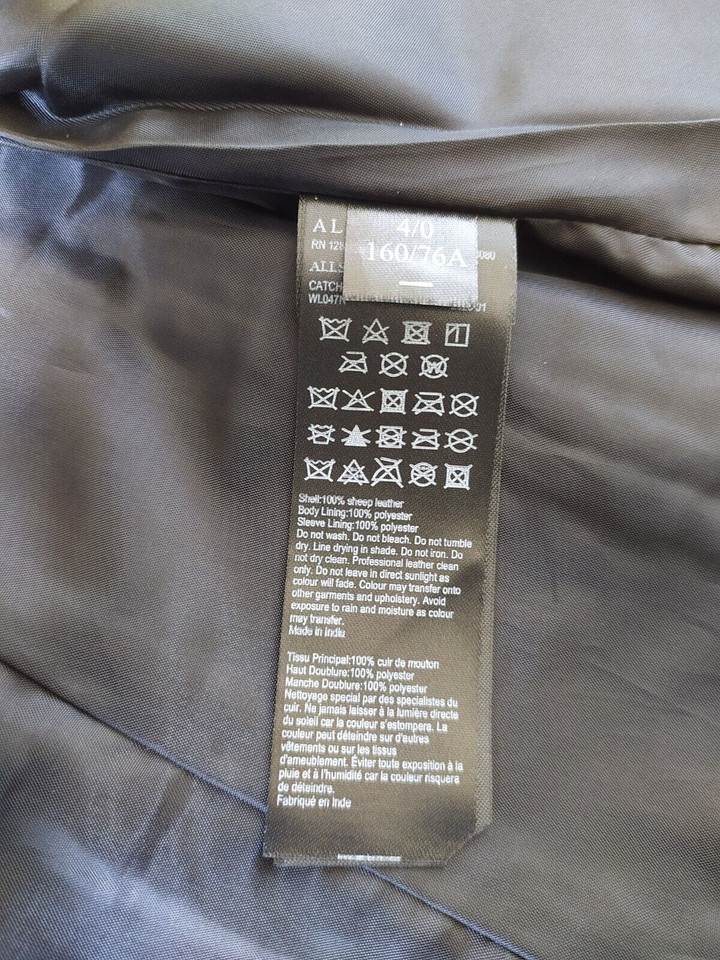 4/0
160/76A
RN
CATCH
WL047N
Shell:100% sheep leather
Body Lining:100% polyester
Sleeve Lining:100% polyester
Do not wash. Do not bleach. Do not tumble
dry. Line drying in shade. Do not iron. Do
not dry clean. Professional leather clean
only. Do not leave in direct sunlight as
colour will fade. Colour may transfer onto
other garments and upholstery. Avoid
exposure to rain and moisture as colour
may transfer.
Made in India
Tissu Principal:100% cuir de mouton
Haut Doublure:100% polyester
Manche Doublure:100% polyester
Nettoyage special par des specialistes du
cuir. Ne jamais laisser à la lumière directe
du soleil car la couleur s'estompera. La
couleur peut déteindre sur d'autres
vêtements ou sur les tissus
d'ameublement. Éviter toute exposition à la
pluie et à l'humidité car la couleur risquera
de déteindre.
Fabriqué en Inde